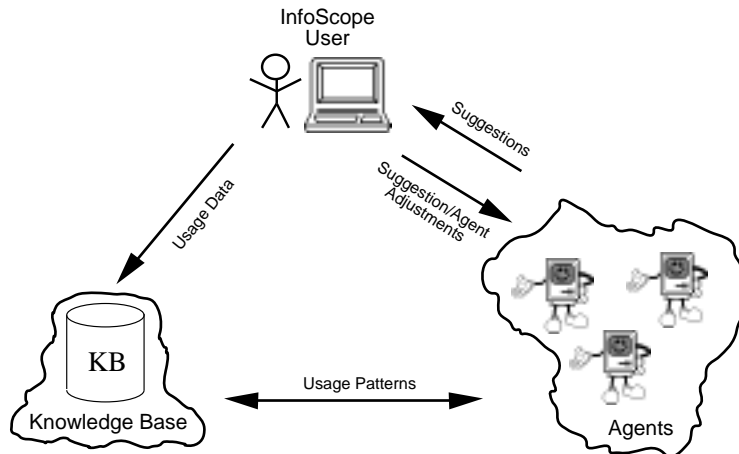 InfoScope
User
Suggestions
Suggestion/Agent
Adjustments
Usage Data
KB
Knowledge Base
Usage Patterns
Agents